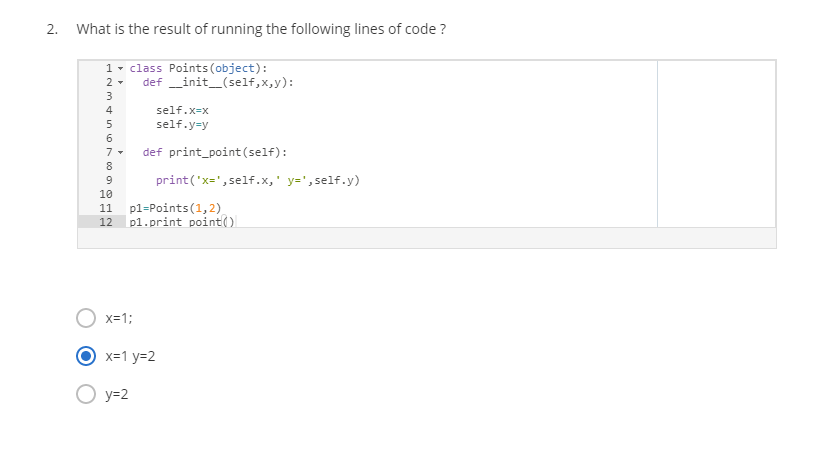 2. What is the result of running the following lines of code ?
1 class Points(object):
2 def __init__(self,x,y):
3
4 self.x=x
5 self.y=y
6
7 def print_point(self):
8
9 print('x=',self.x,' y=',self.y)
10
11 p1=Points(1,2)
12 p1.print_point()
x=1;
x=1 y=2
y=2